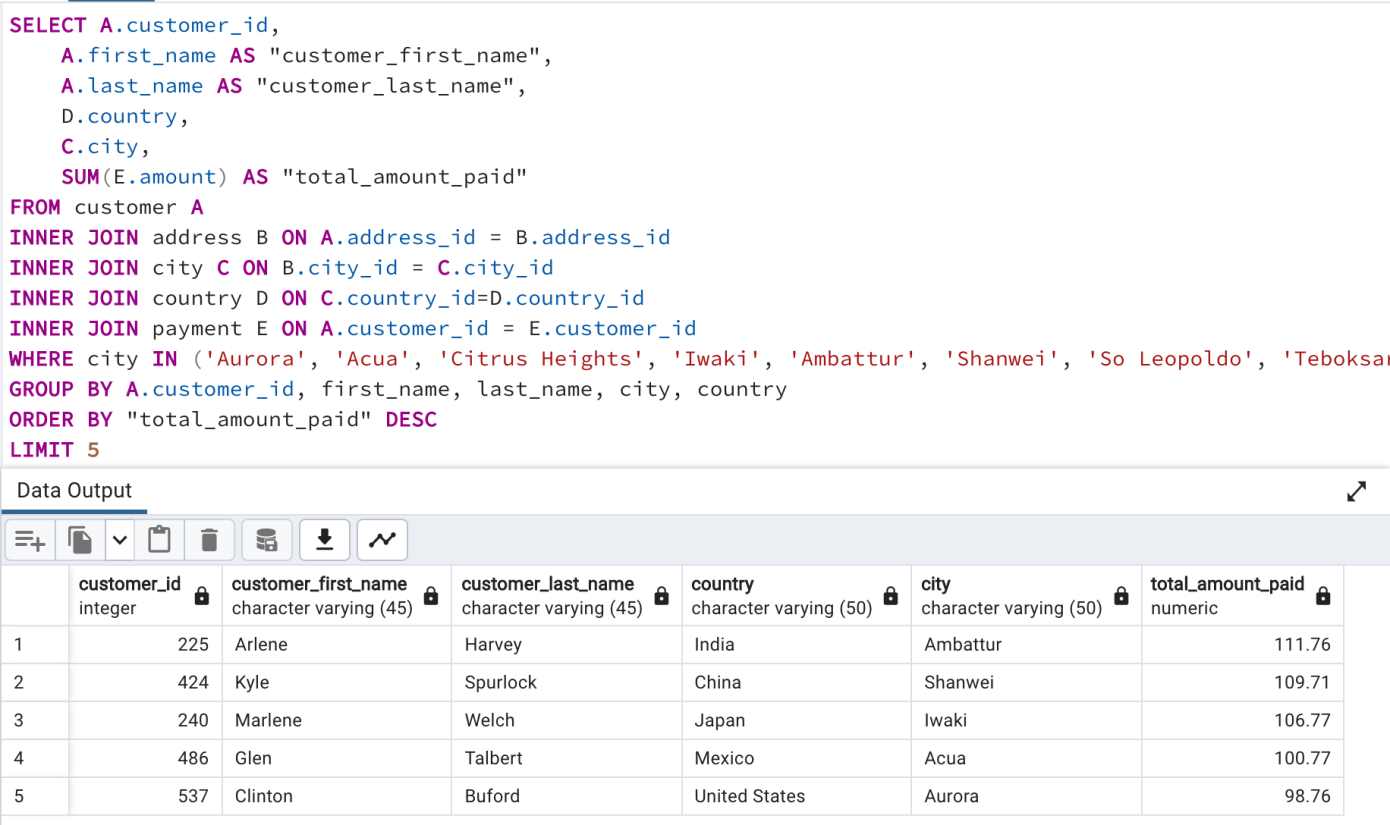 SELECT A.customer_id,
A.first_name AS "customer_first_name",
A.last_name AS "customer_last_name",
D.country,
C.city,
SUM(E.amount) AS "total_amount_paid"
FROM customer A
INNER JOIN address B ON A.address_id = B.address_id
INNER JOIN city C ON B.city_id = C.city_id
INNER JOIN country D ON C.country_id=D.country_id
INNER JOIN payment E ON A.customer_id = E.customer_id
WHERE city IN ('Aurora', 'Acua', 'Citrus Heights', 'Iwaki', 'Ambattur', 'Shanwei', 'So Leopoldo', 'Teboksar
GROUP BY A.customer_id, first_name, last_name, city, country
ORDER BY "total_amount_paid" DESC
LIMIT 5
Data Output
customer_id customer_first_name customer_last_name country city total_amount_paid
integer character varying (45) character varying (45) character varying (50) character varying (50) numeric
1 225 Arlene Harvey India Ambattur 111.76
2 424 Kyle Spurlock China Shanwei 109.71
3 240 Marlene Welch Japan Iwaki 106.77
4 486 Glen Talbert Mexico Acua 100.77
5 537 Clinton Buford United States Aurora 98.76